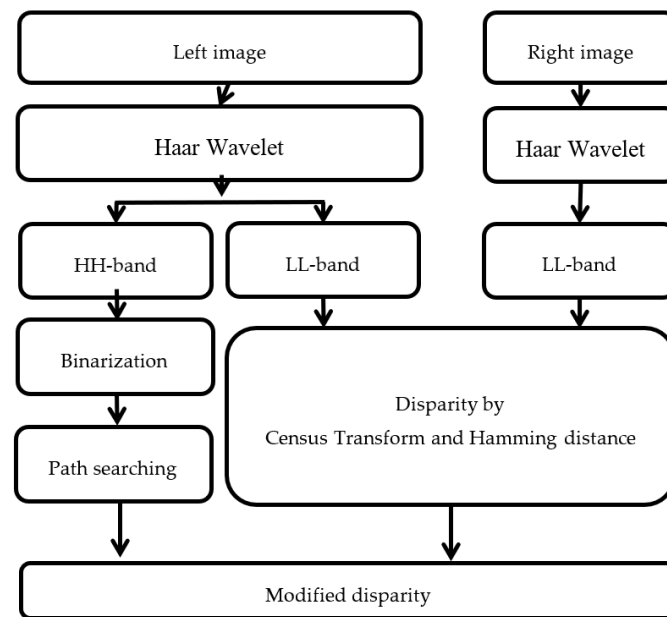 Left image
Right image
Haar Wavelet
Haar Wavelet
HH-band
LL-band
LL-band
Binarization
Disparity by
Census Transform and Hamming distance
Path searching
Modified disparity